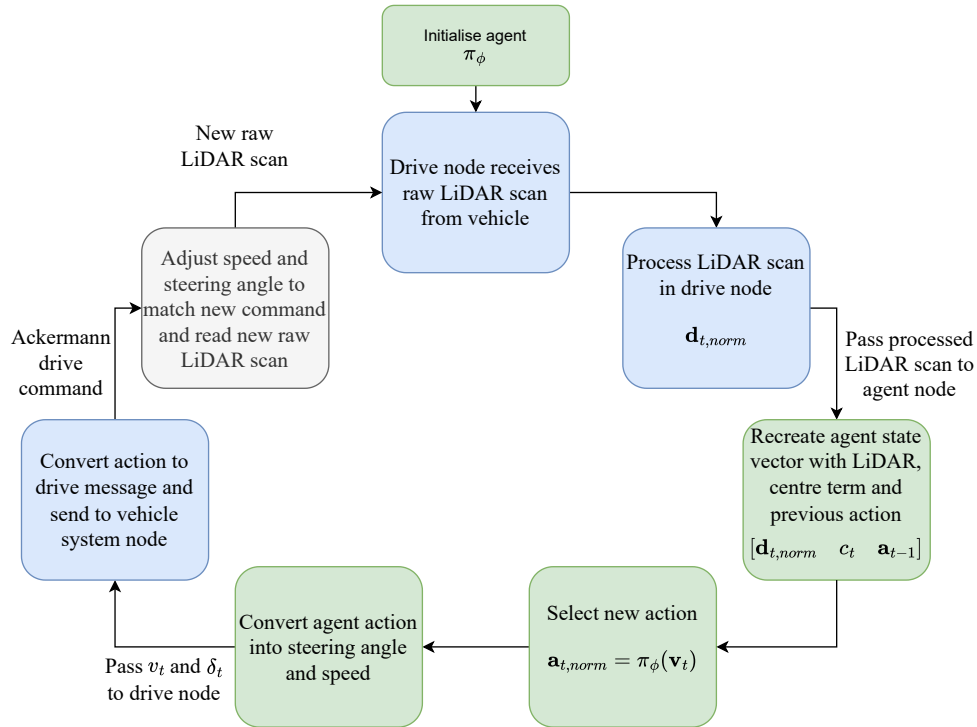 Initialise agent
π_ϕ
New raw
LiDAR scan
Drive node receives
raw LiDAR scan
from vehicle
Process LiDAR scan
in drive node
𝐝_{t,norm}
Adjust speed and
steering angle to
match new command
and read new raw
LiDAR scan
Pass processed
LiDAR scan to
agent node
Ackermann
drive
command
Recreate agent state
vector with LiDAR,
centre term and
previous action
[𝐝_{t,norm} c_t 𝐚_{t−1}]
Convert action to
drive message and
send to vehicle
system node
Select new action
𝐚_{t,norm} = π_ϕ(𝐯_t)
Convert agent action
into steering angle
and speed
Pass v_t and δ_t
to drive node